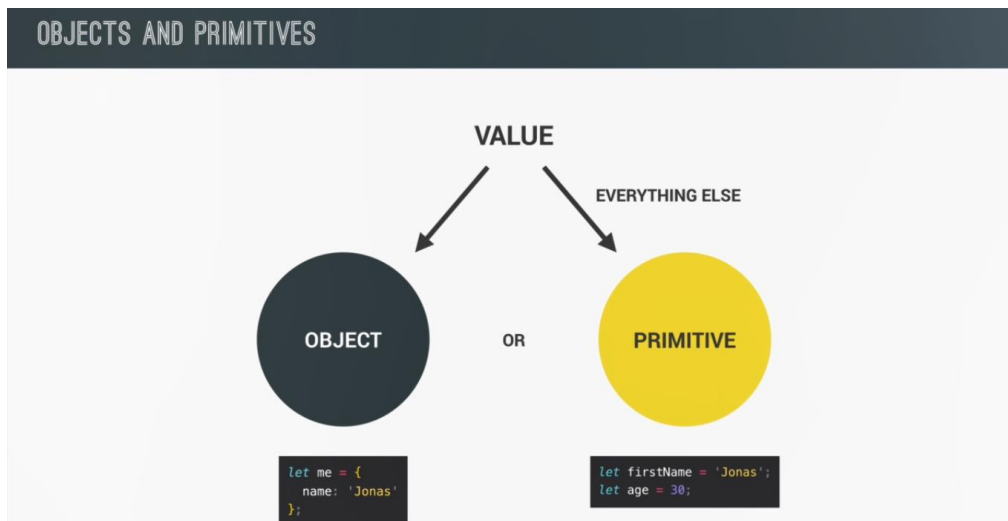 OBJECTS AND PRIMITIVES
VALUE
EVERYTHING ELSE
OBJECT
OR
PRIMITIVE
let me = {
name: 'Jonas'
};
let firstName = 'Jonas';
let age = 30;